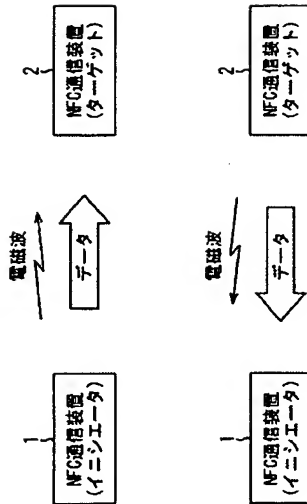 1
NFC通信装置
(イニシエータ)
電磁波
データ
2
NFC通信装置
(ターゲット)
1
NFC通信装置
(イニシエータ)
電磁波
データ
2
NFC通信装置
(ターゲット)